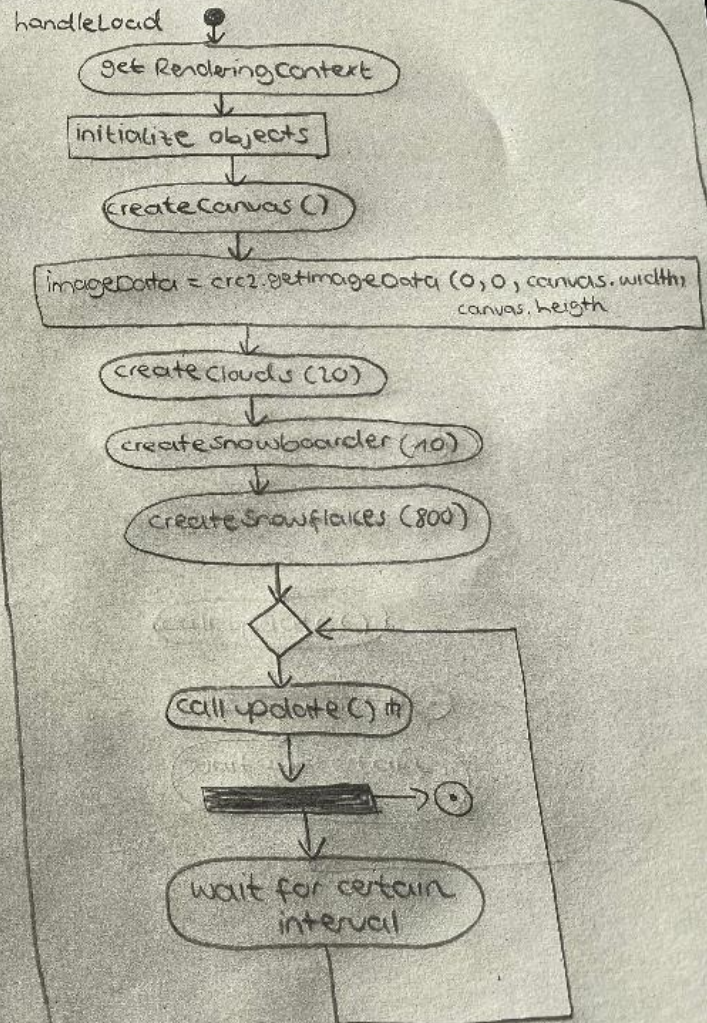 handleLoad
get RenderingContext
initialize objects
createCanvas ()
imageData = crc2.getImageData (0, 0, canvas.width,
canvas.heigth
createClouds (20)
createSnowboarder (10)
createSnowflakes (800)
call update ()
wait for certain
interval